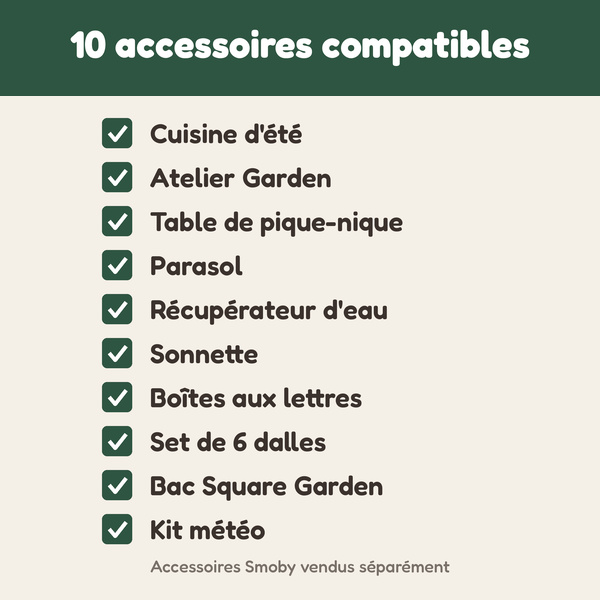 10 accessoires compatibles
Cuisine d'été
Atelier Garden
Table de pique-nique
Parasol
Récupérateur d'eau
Sonnette
Boîtes aux lettres
Set de 6 dalles
Bac Square Garden
Kit météo
Accessoires Smoby vendus séparément